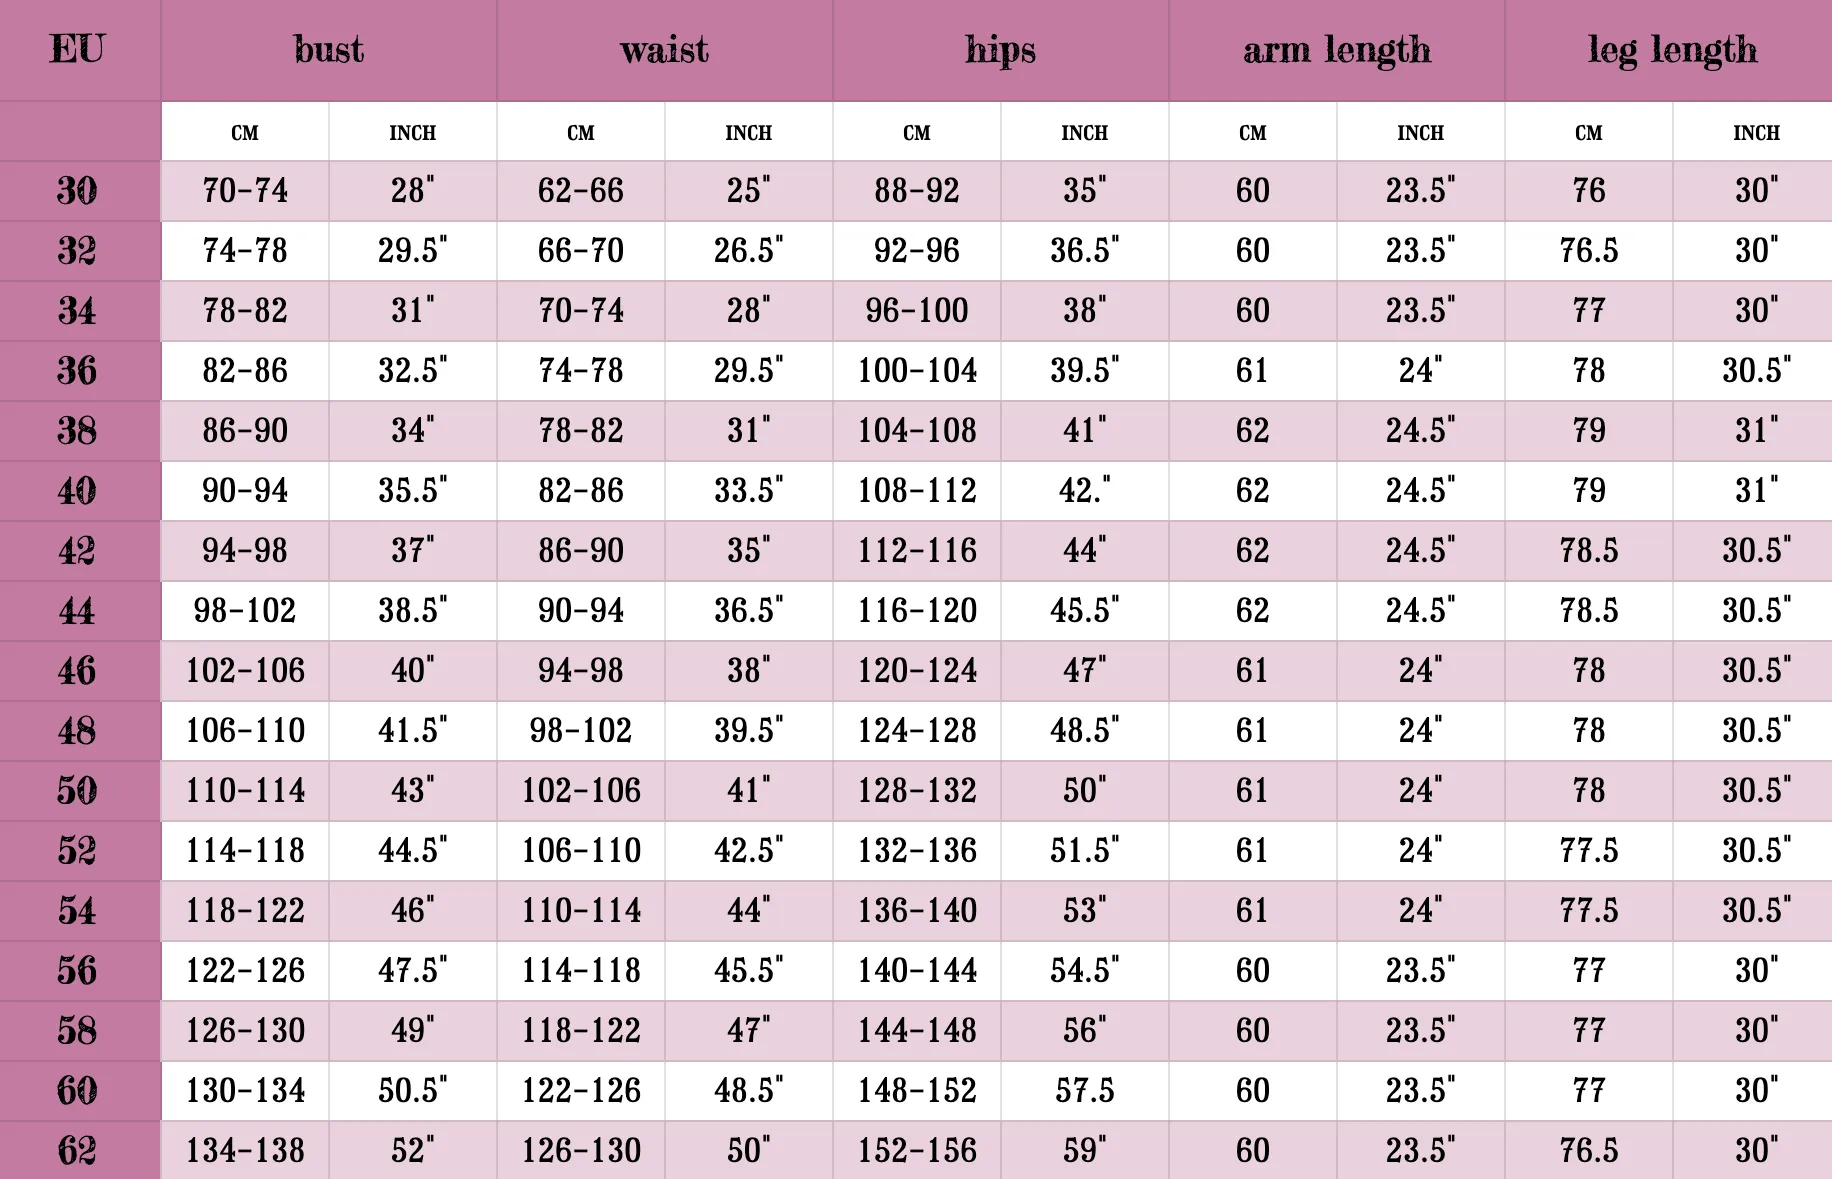 EU bust waist hips arm length leg length
CM INCH CM INCH CM INCH CM INCH CM INCH
30 70-74 28" 62-66 25" 88-92 35" 60 23.5" 76 30"
32 74-78 29.5" 66-70 26.5" 92-96 36.5" 60 23.5" 76.5 30"
34 78-82 31" 70-74 28" 96-100 38" 60 23.5" 77 30"
36 82-86 32.5" 74-78 29.5" 100-104 39.5" 61 24" 78 30.5"
38 86-90 34" 78-82 31" 104-108 41" 62 24.5" 79 31"
40 90-94 35.5" 82-86 33.5" 108-112 42." 62 24.5" 79 31"
42 94-98 37" 86-90 35" 112-116 44" 62 24.5" 78.5 30.5"
44 98-102 38.5" 90-94 36.5" 116-120 45.5" 62 24.5" 78.5 30.5"
46 102-106 40" 94-98 38" 120-124 47" 61 24" 78 30.5"
48 106-110 41.5" 98-102 39.5" 124-128 48.5" 61 24" 78 30.5"
50 110-114 43" 102-106 41" 128-132 50" 61 24" 78 30.5"
52 114-118 44.5" 106-110 42.5" 132-136 51.5" 61 24" 77.5 30.5"
54 118-122 46" 110-114 44" 136-140 53" 61 24" 77.5 30.5"
56 122-126 47.5" 114-118 45.5" 140-144 54.5" 60 23.5" 77 30"
58 126-130 49" 118-122 47" 144-148 56" 60 23.5" 77 30"
60 130-134 50.5" 122-126 48.5" 148-152 57.5 60 23.5" 77 30"
62 134-138 52" 126-130 50" 152-156 59" 60 23.5" 76.5 30"